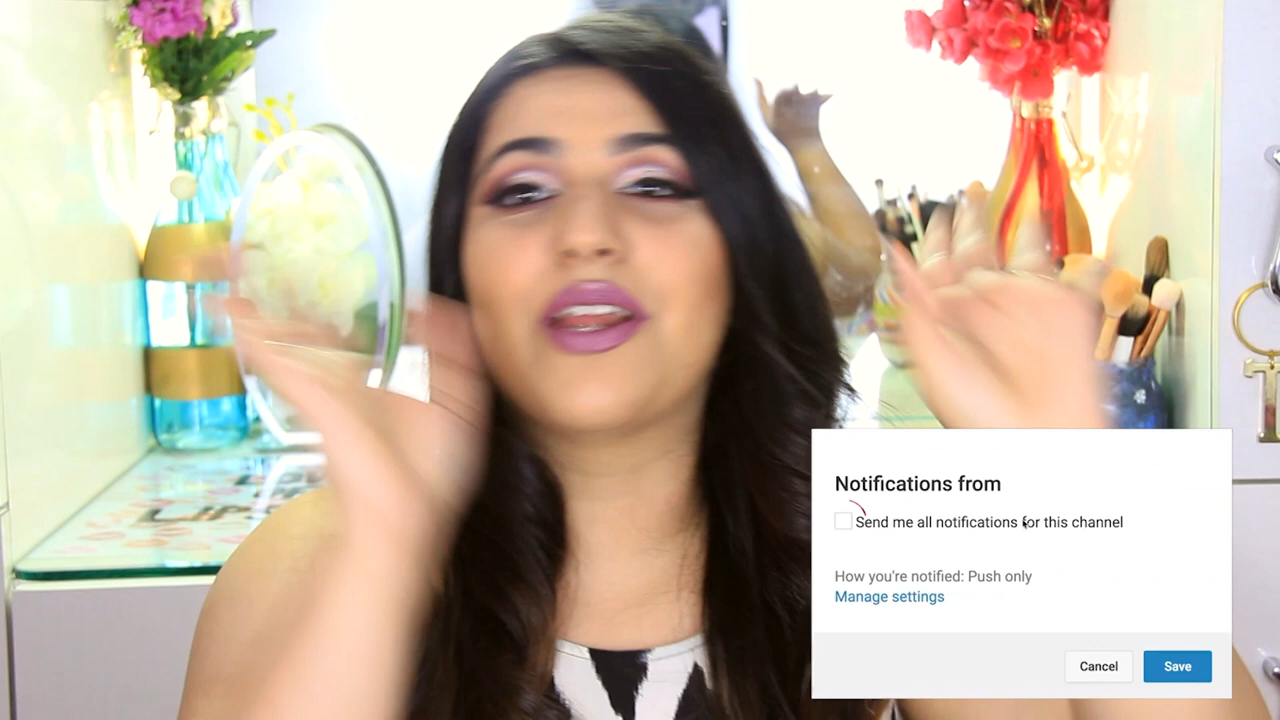 Notifications from
Send me all notifications for this channel
How you're notified: Push only
Manage settings
Cancel
Save